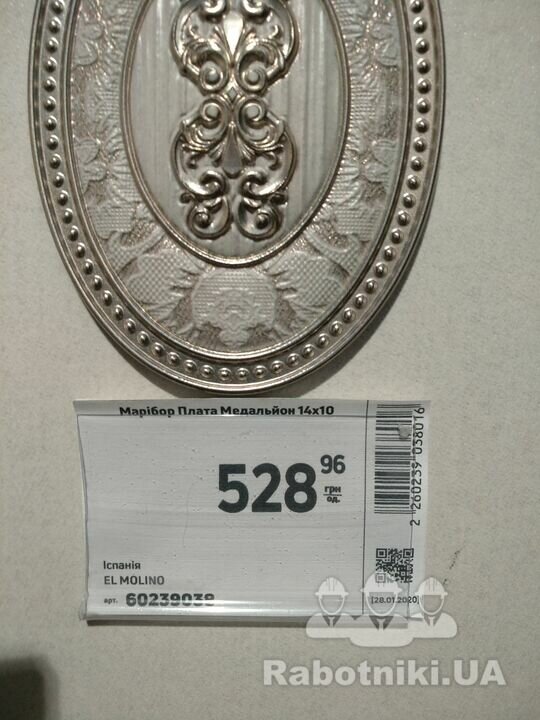 Марібор Плата Медальйон 14х10
528 96
грн
од.
2 260239 038016
Іспанія
EL MOLINO
арт. 60239038
[28.01.2020]
Rabotniki.UA